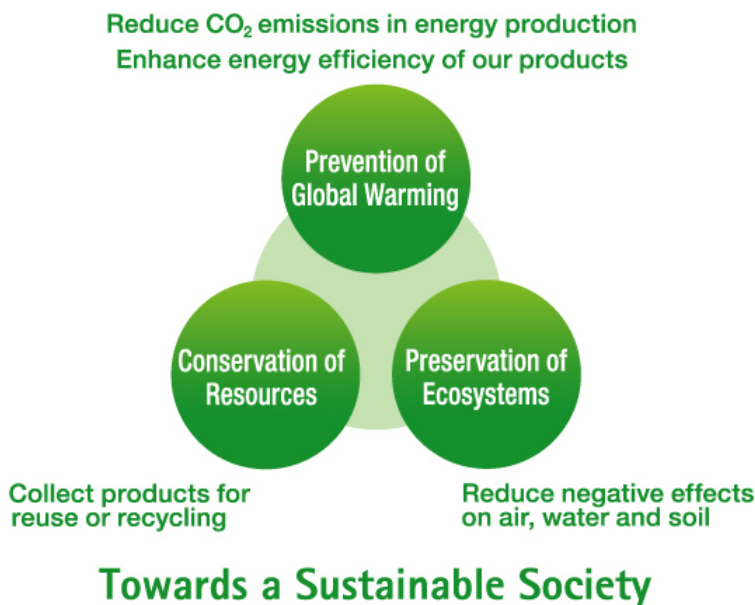 Reduce CO₂ emissions in energy production
Enhance energy efficiency of our products
Prevention of
Global Warming
Conservation of
Resources
Preservation of
Ecosystems
Collect products for
reuse or recycling
Reduce negative effects
on air, water and soil
Towards a Sustainable Society